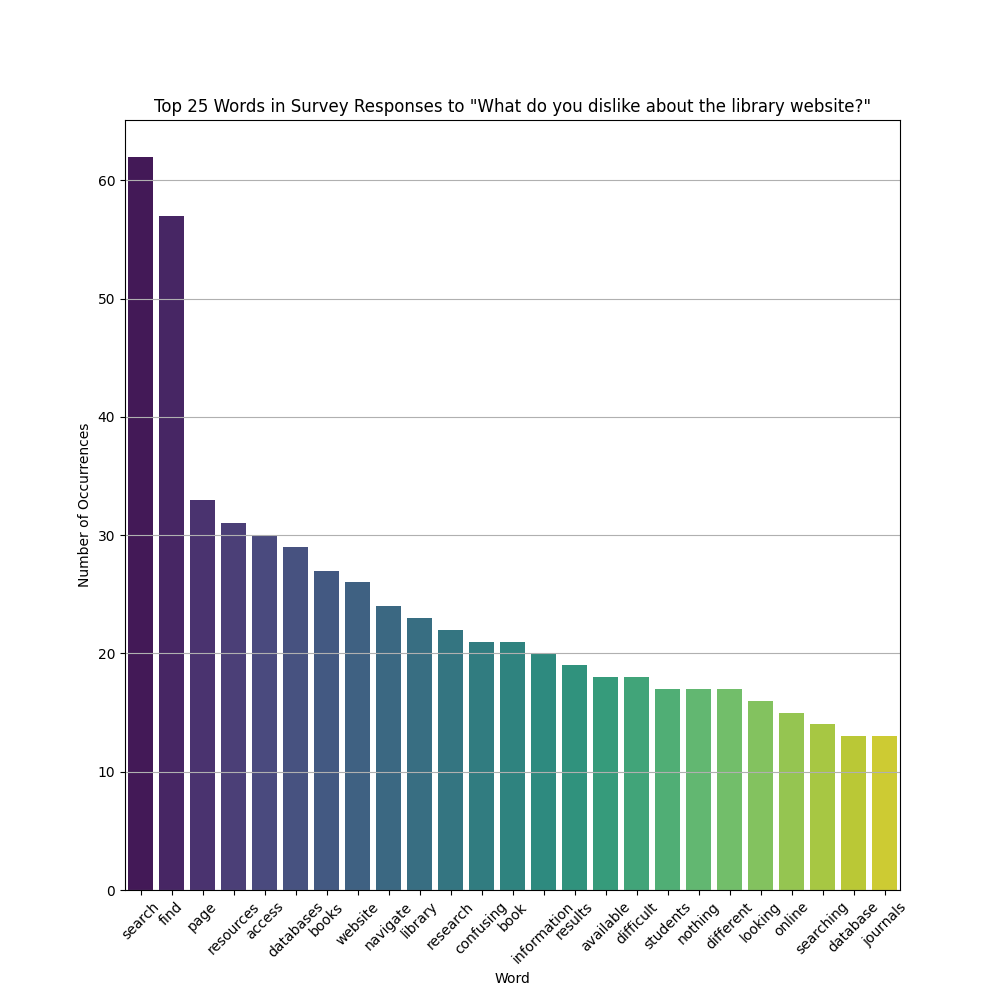 Top 25 Words in Survey Responses to "What do you dislike about the library website?"
Number of Occurrences
60
50
40
30
20
10
0
search
find
page
resources
access
databases
books
website
navigate
library
research
confusing
book
information
results
available
difficult
students
nothing
different
looking
online
searching
database
journals
Word